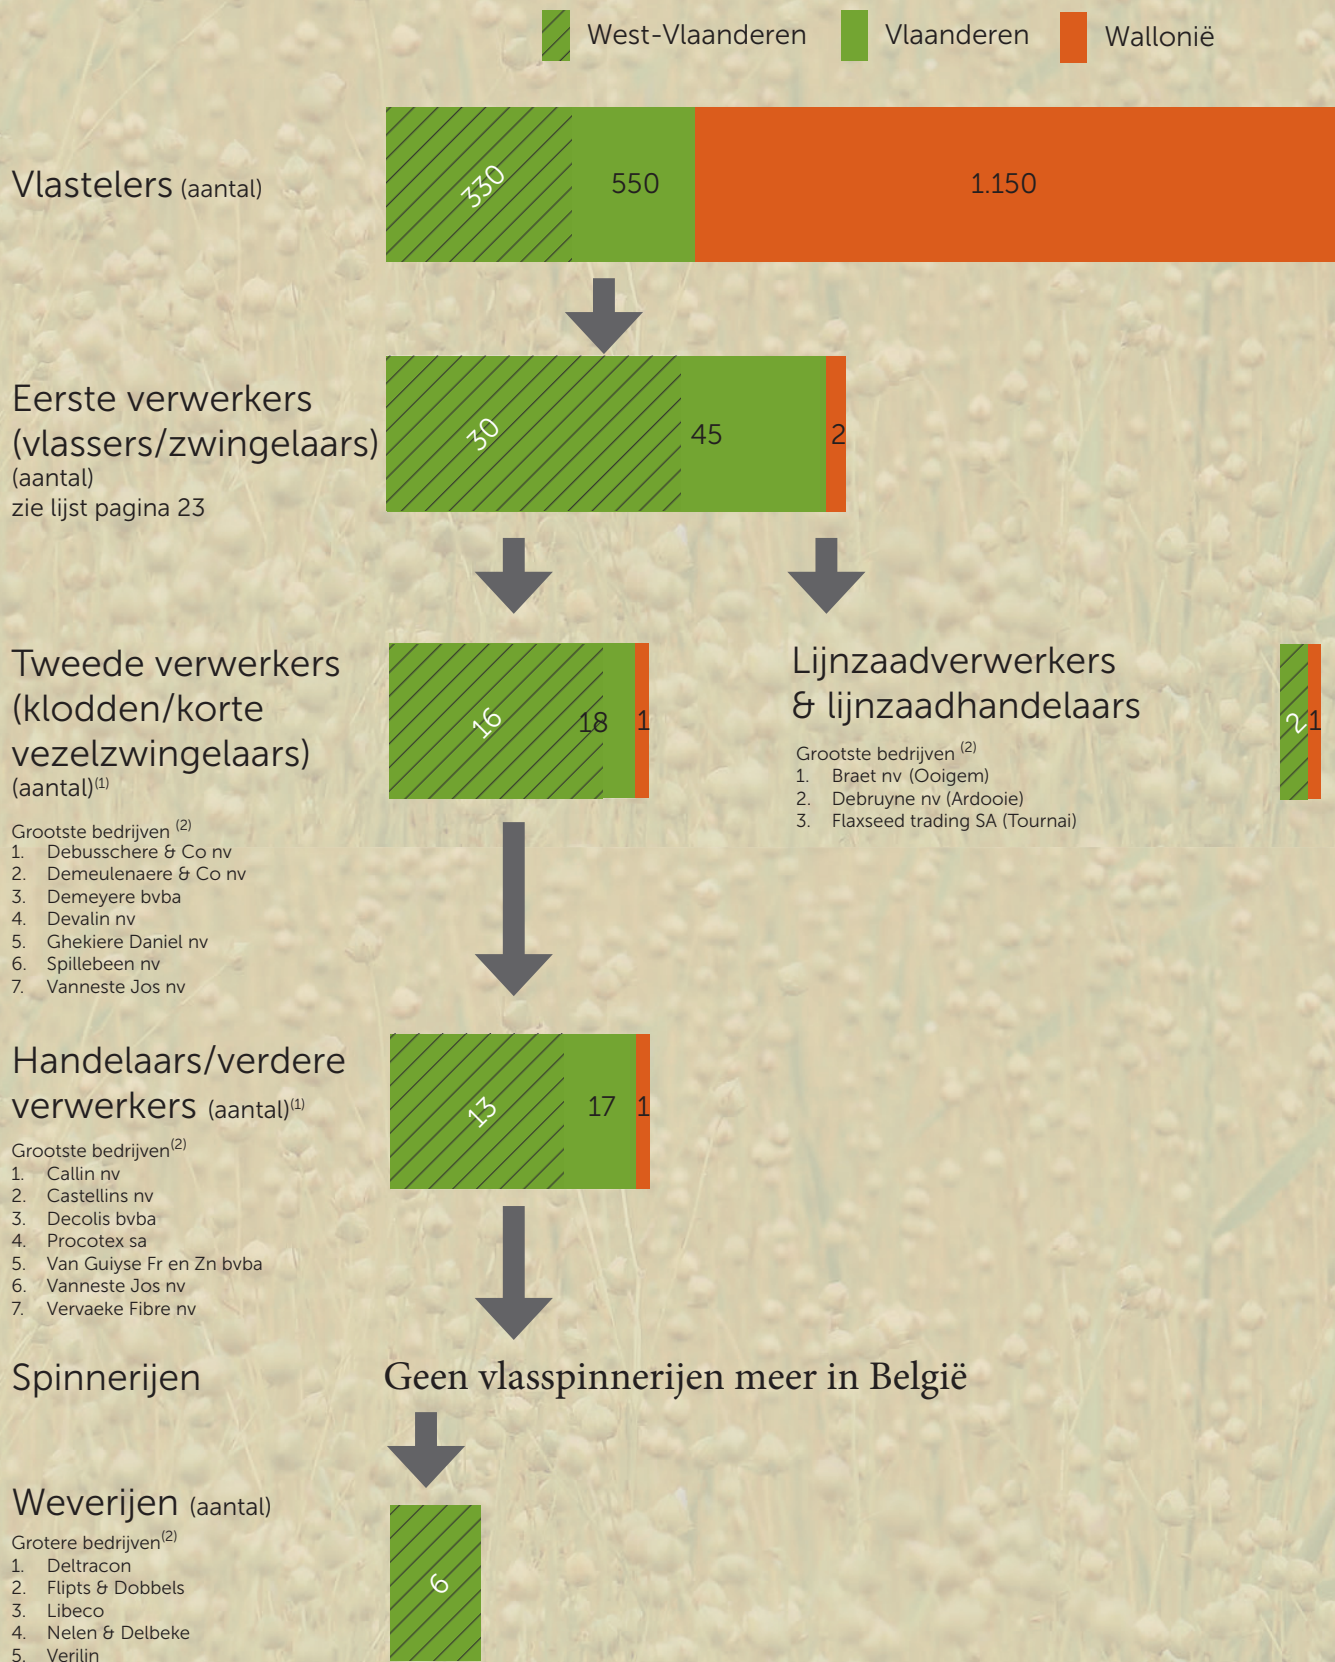 West-Vlaanderen Vlaanderen Wallonië
Vlastelers (aantal)
330 550 1.150
Eerste verwerkers
(vlassers/zwingelaars)
(aantal)
zie lijst pagina 23
30 45 2
Tweede verwerkers
(klodden/korte
vezelzwingelaars)
(aantal)(1)
16 18 1
Grootste bedrijven (2)
1. Debusschere & Co nv
2. Demeulenaere & Co nv
3. Demeyere bvba
4. Devalin nv
5. Ghekiere Daniel nv
6. Spillebeen nv
7. Vanneste Jos nv
Lijnzaadverwerkers
& lijnzaadhandelaars
Grootste bedrijven (2)
1. Braet nv (Ooigem)
2. Debruyne nv (Ardooie)
3. Flaxseed trading SA (Tournai)
2 1
Handelaars/verdere
verwerkers (aantal)(1)
13 17 1
Grootste bedrijven(2)
1. Callin nv
2. Castellins nv
3. Decolis bvba
4. Procotex sa
5. Van Guiyse Fr en Zn bvba
6. Vanneste Jos nv
7. Vervaeke Fibre nv
Spinnerijen
Geen vlasspinnerijen meer in België
Weverijen (aantal)
6
Grotere bedrijven(2)
1. Deltracon
2. Flipts & Dobbels
3. Libeco
4. Nelen & Delbeke
5. Verilin